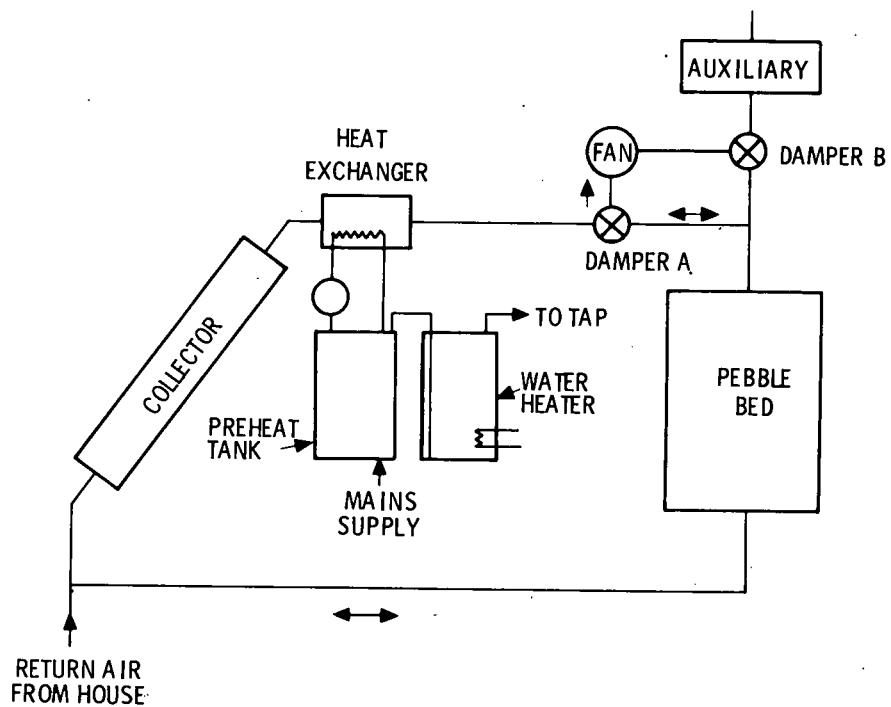 AUXILIARY
HEAT
EXCHANGER
FAN
DAMPER B
DAMPER A
COLLECTOR
TO TAP
PREHEAT
TANK
WATER
HEATER
PEBBLE
BED
MAINS
SUPPLY
RETURN AIR
FROM HOUSE